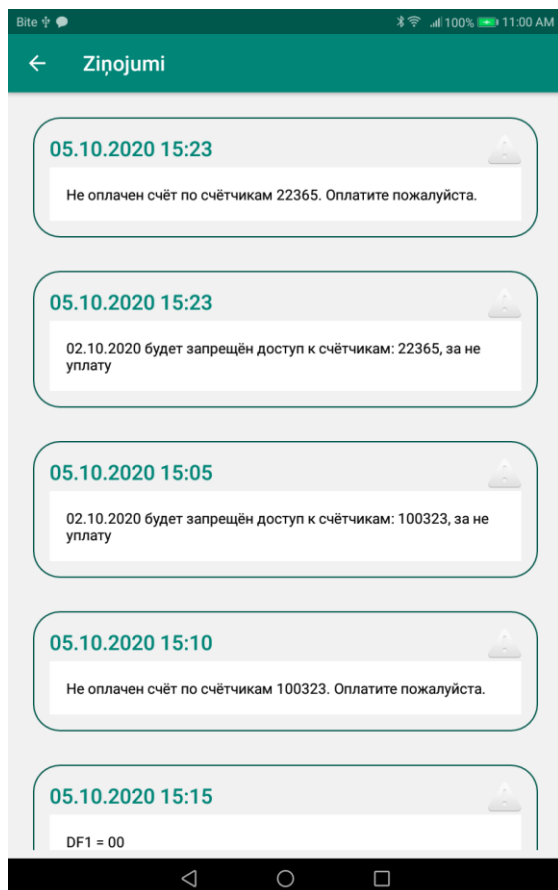 Bite 100% 11:00 AM
Ziņojumi
05.10.2020 15:23
Не оплачен счёт по счётчикам 22365. Оплатите пожалуйста.
05.10.2020 15:23
02.10.2020 будет запрещён доступ к счётчикам: 22365, за не
уплату
05.10.2020 15:05
02.10.2020 будет запрещён доступ к счётчикам: 100323, за не
уплату
05.10.2020 15:10
Не оплачен счёт по счётчикам 100323. Оплатите пожалуйста.
05.10.2020 15:15
DF1 = 00